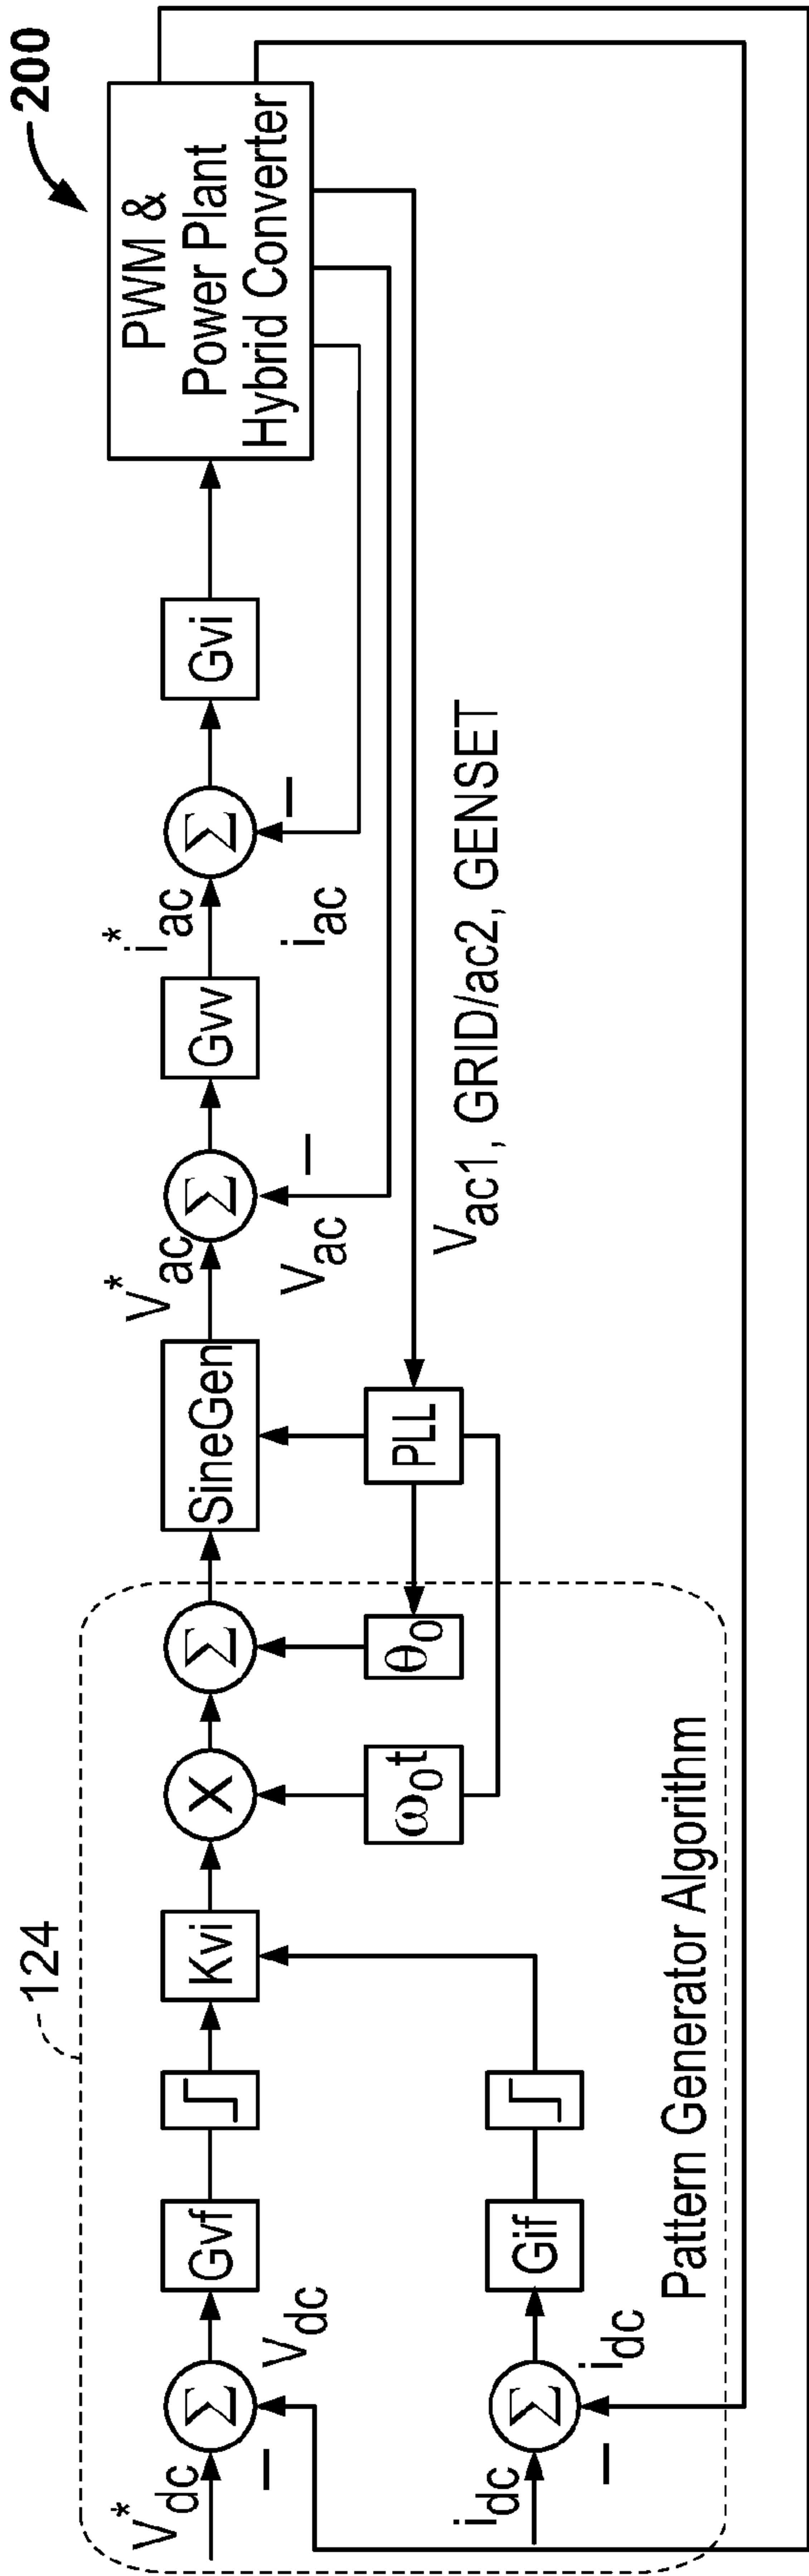 200
PWM &
Power Plant
Hybrid Converter
124
V*dc
Σ
−
Vdc
Gvf
Kvi
X
Σ
SineGen
V*ac
Σ
−
Vac
Gvv
i*ac
Σ
−
iac
Gvi
ω0t
θ0
PLL
Vac1, GRID/ac2, GENSET
idc
Σ
−
idc
Gif
Pattern Generator Algorithm